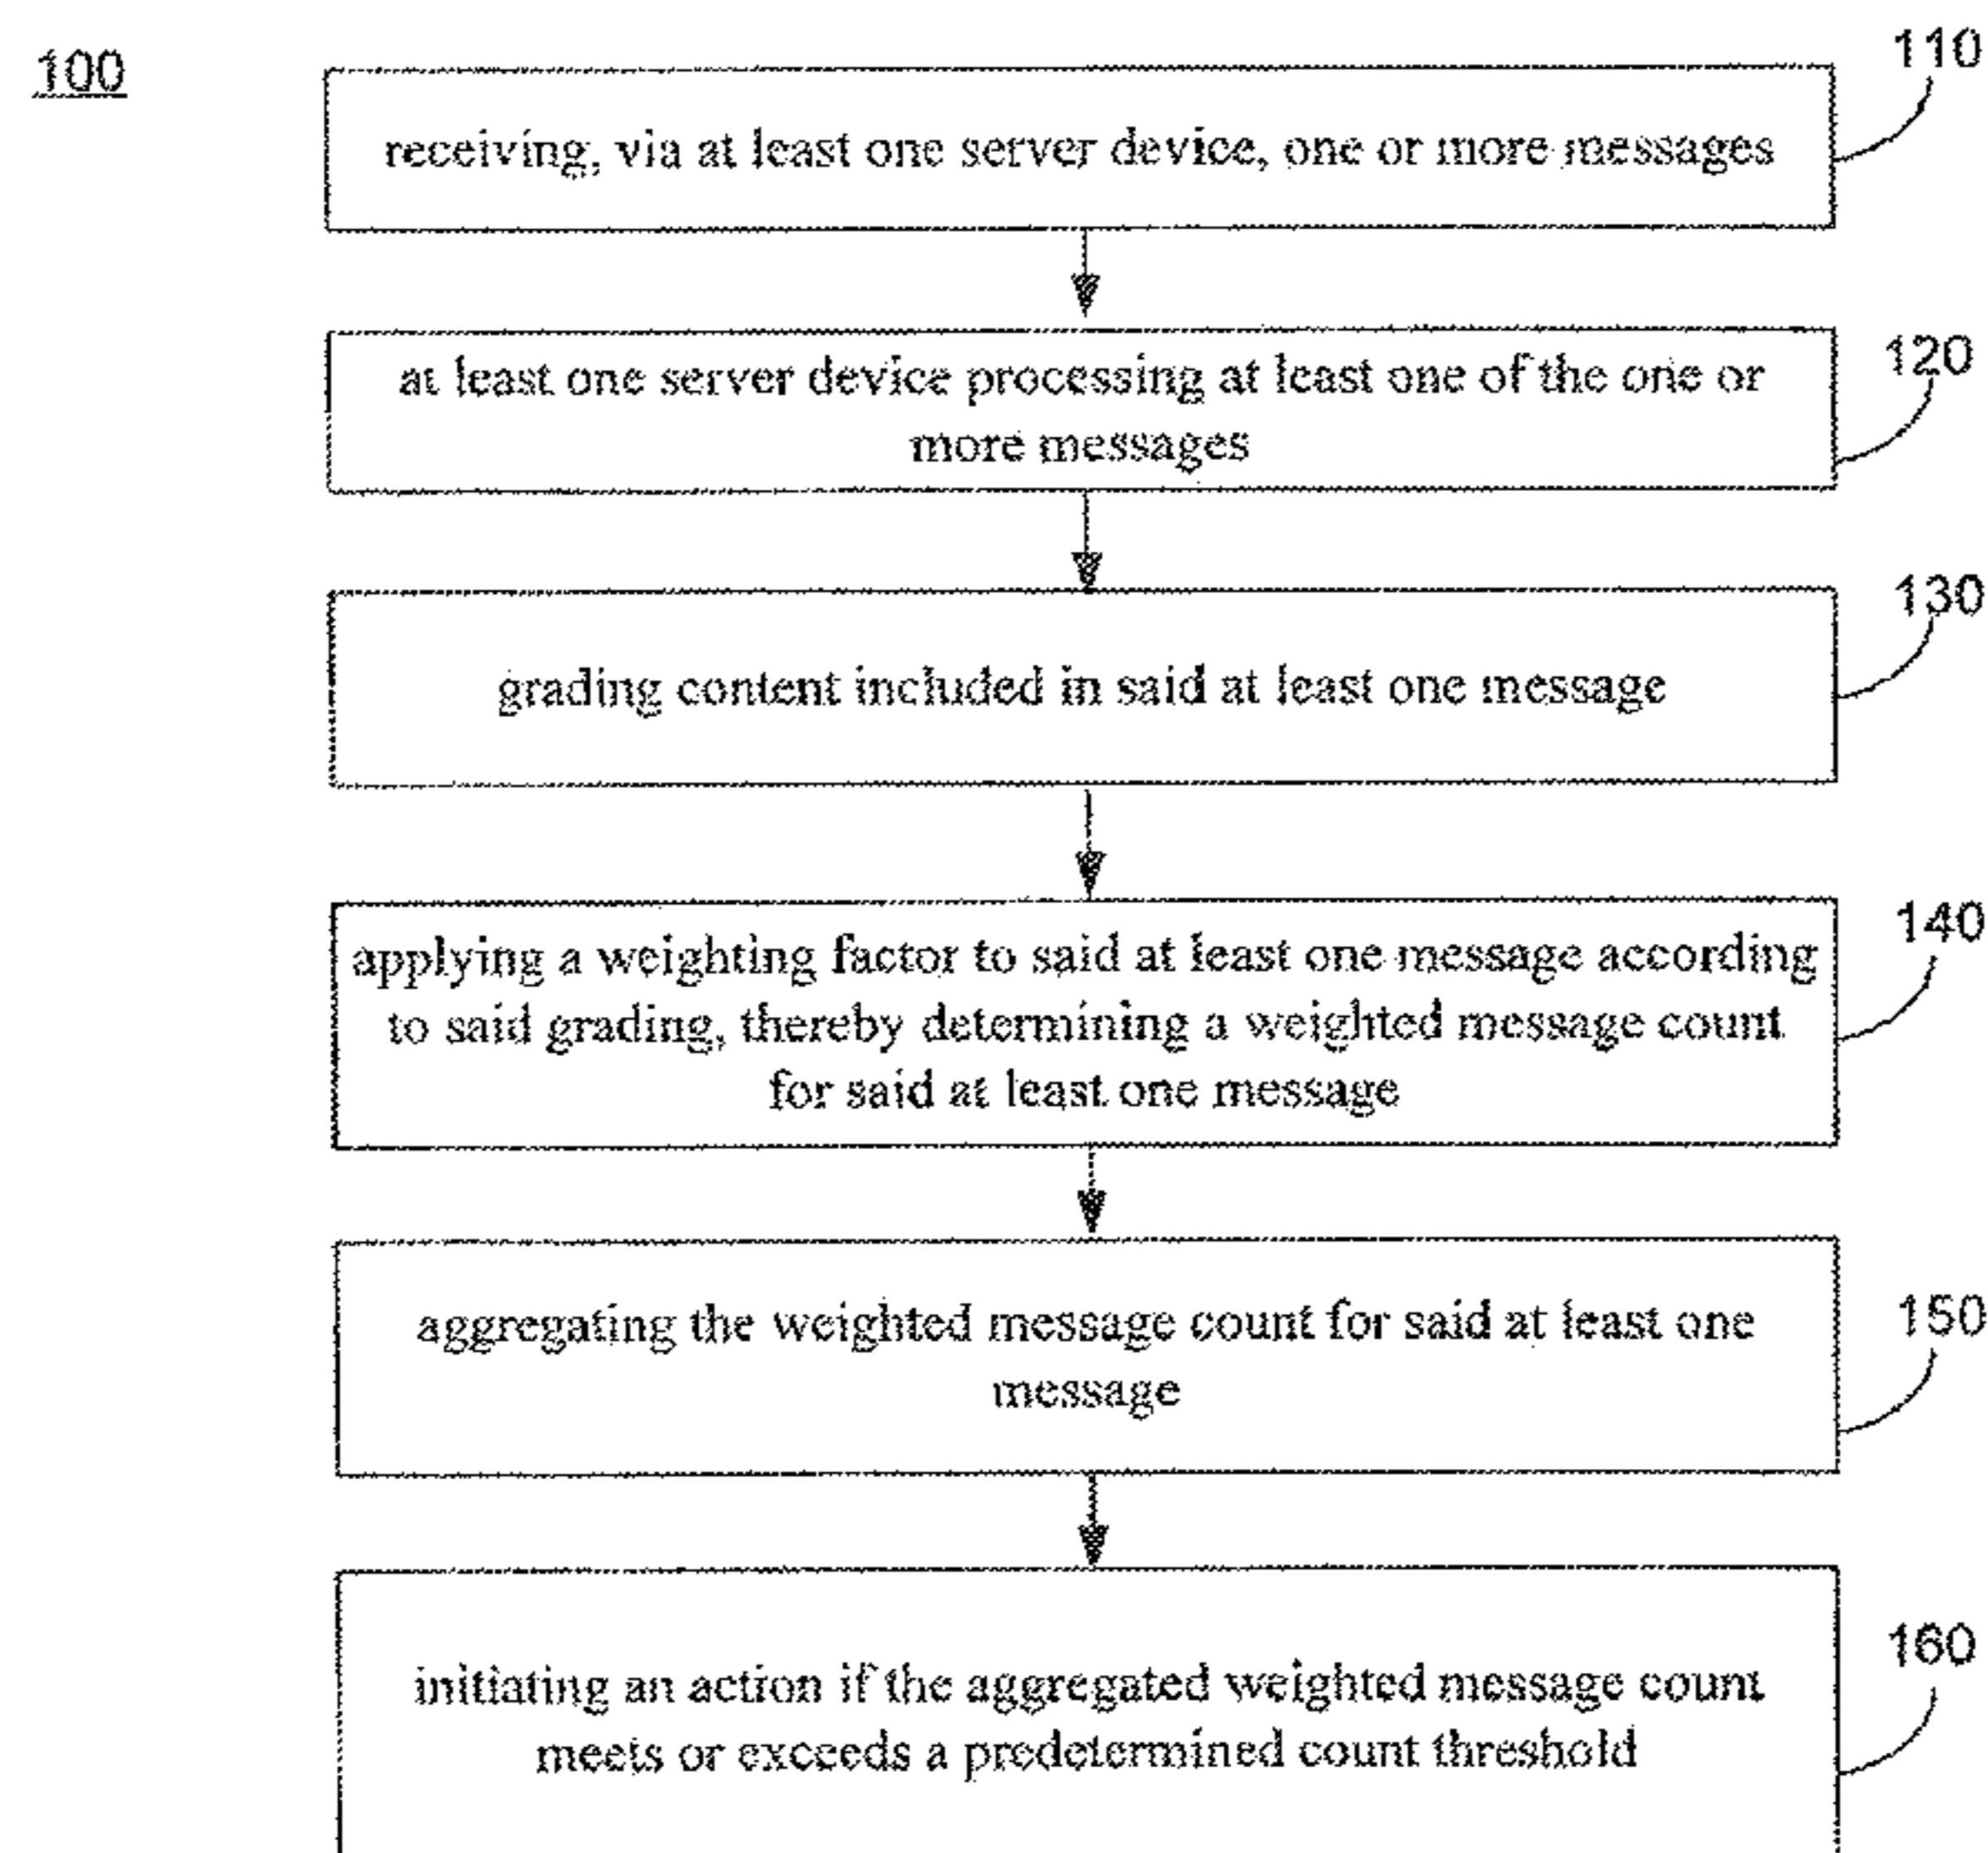 100
110
receiving, via at least one server device, one or more messages
120
at least one server device processing at least one of the one or
more messages
130
grading content included in said at least one message
140
applying a weighting factor to said at least one message according
to said grading, thereby determining a weighted message count
for said at least one message
150
aggregating the weighted message count for said at least one
message
160
initiating an action if the aggregated weighted message count
meets or exceeds a predetermined count threshold